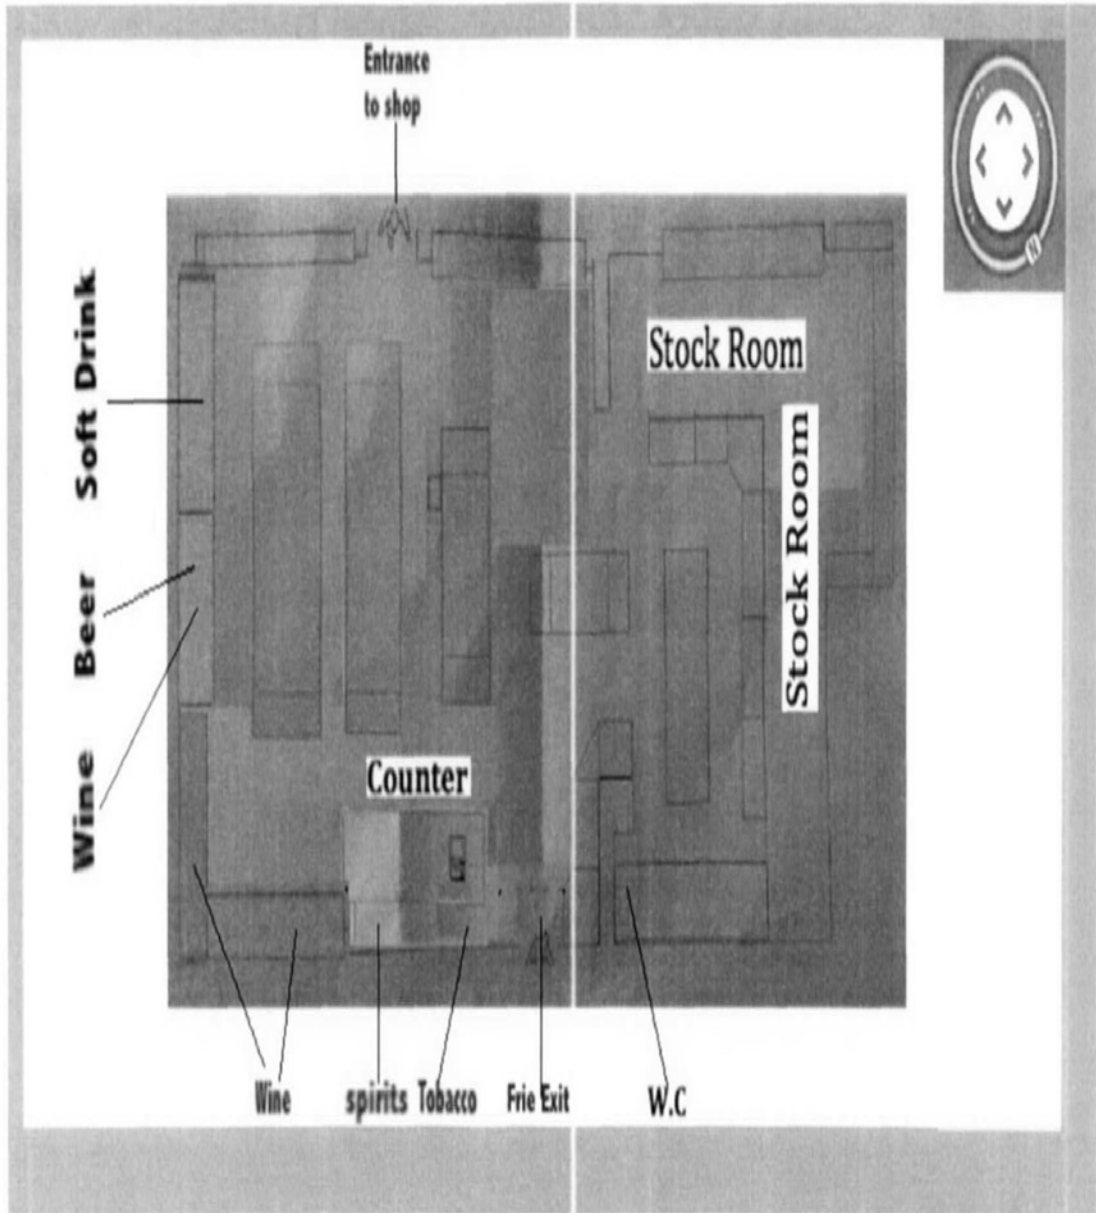 Entrance
to shop
Soft Drink
Beer
Wine
Stock Room
Stock Room
Counter
Wine
spirits
Tobacco
Frie Exit
W.C
N